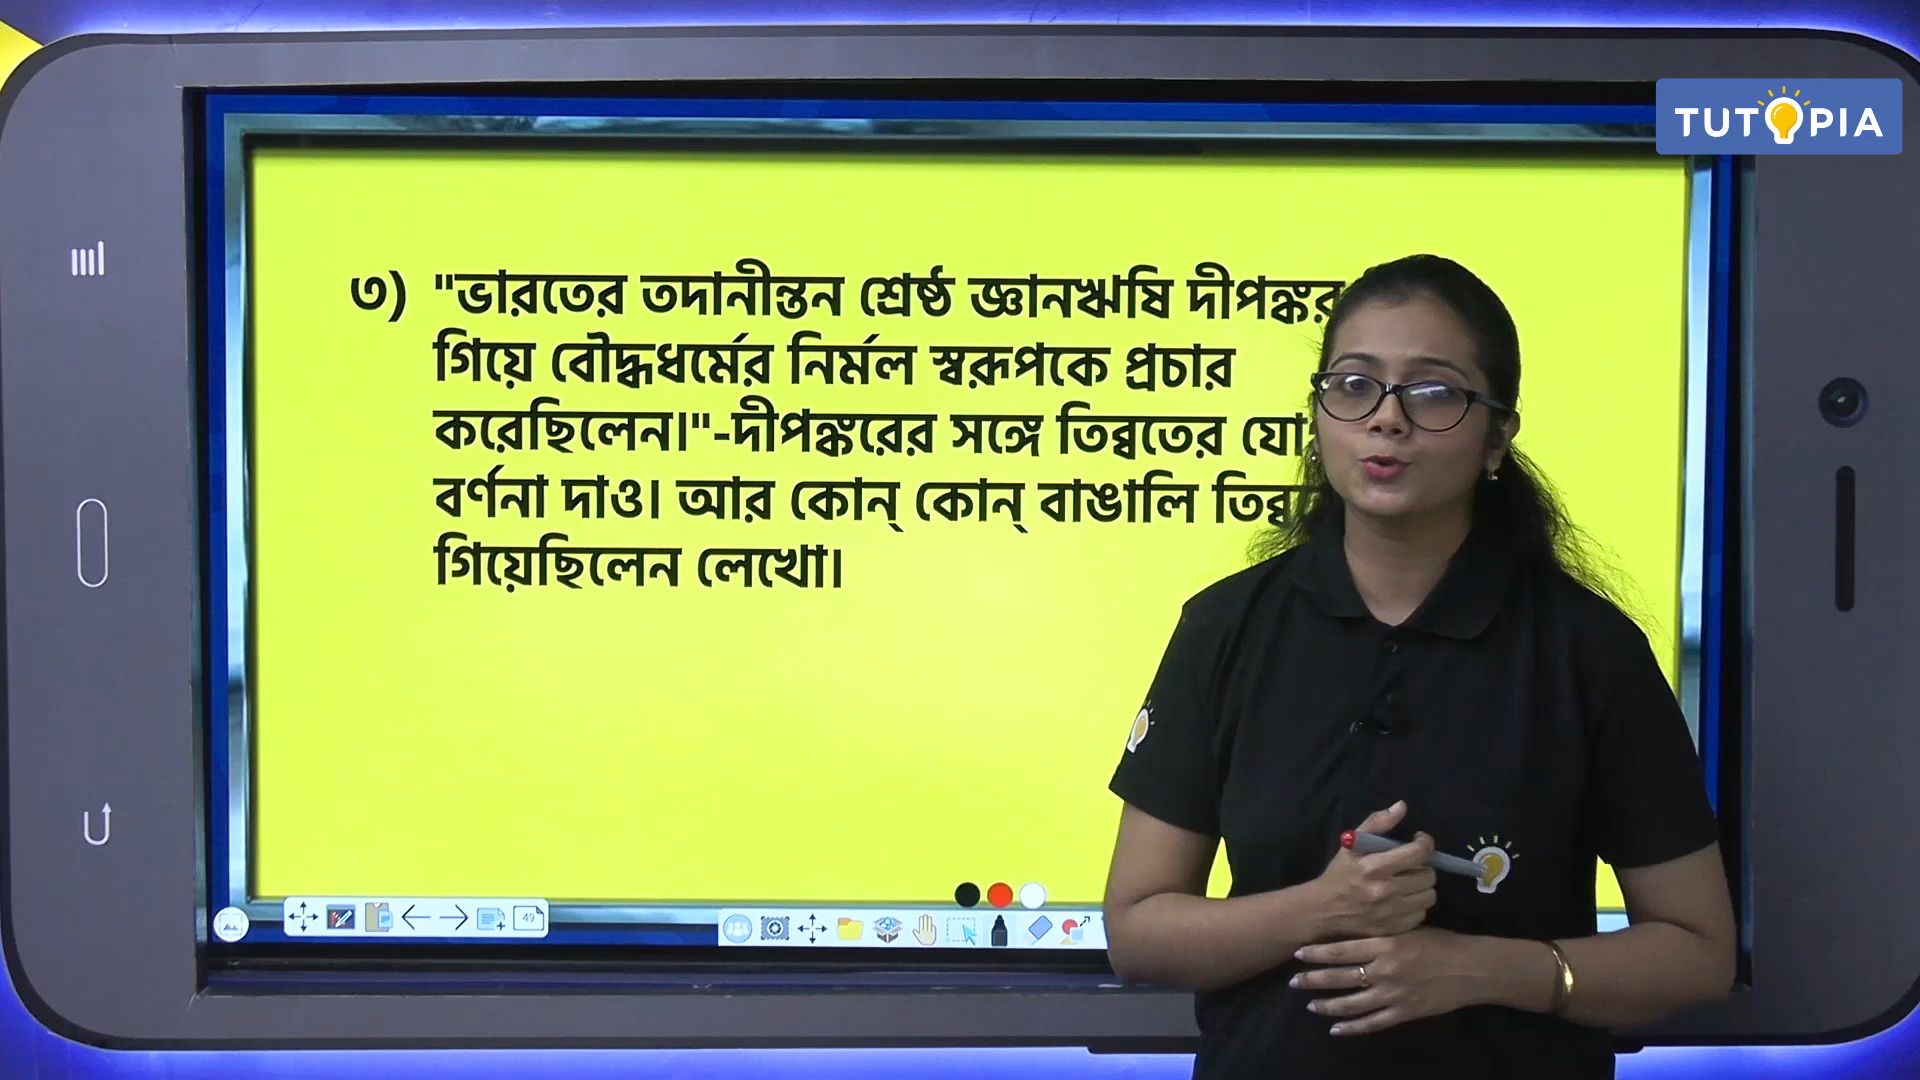 TUTOPIA
৩) "ভারতের তদানীন্তন শ্রেষ্ঠ জ্ঞানঋষি দীপঙ্কর
গিয়ে বৌদ্ধধর্মের নির্মল স্বরূপকে প্রচার
করেছিলেন।"-দীপঙ্করের সঙ্গে তিব্বতের
বর্ণনা দাও। আর কোন্ কোন্ বাঙালি
গিয়েছিলেন লেখো।
49